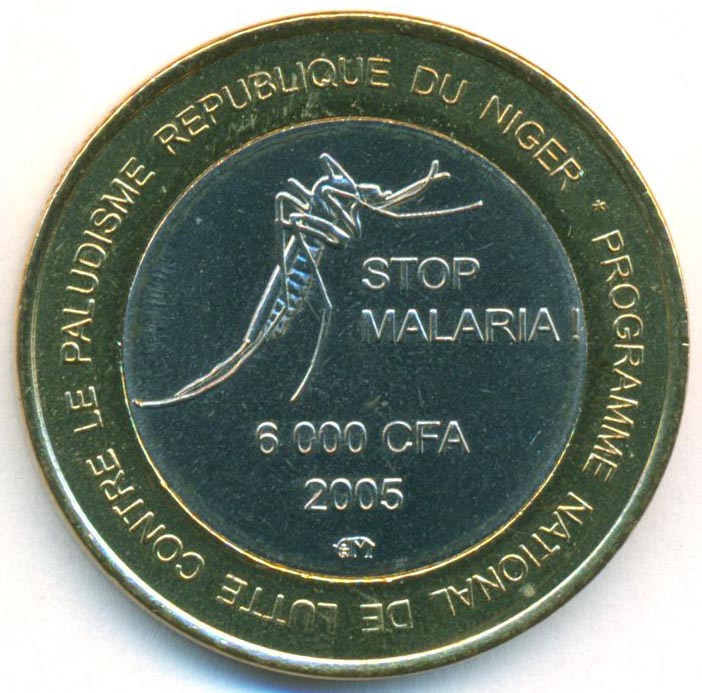 REPUBLIQUE DU NIGER * PROGRAMME NATIONAL DE LUTTE CONTRE LE PALUDISME
STOP
MALARIA !
6 000 CFA
2005